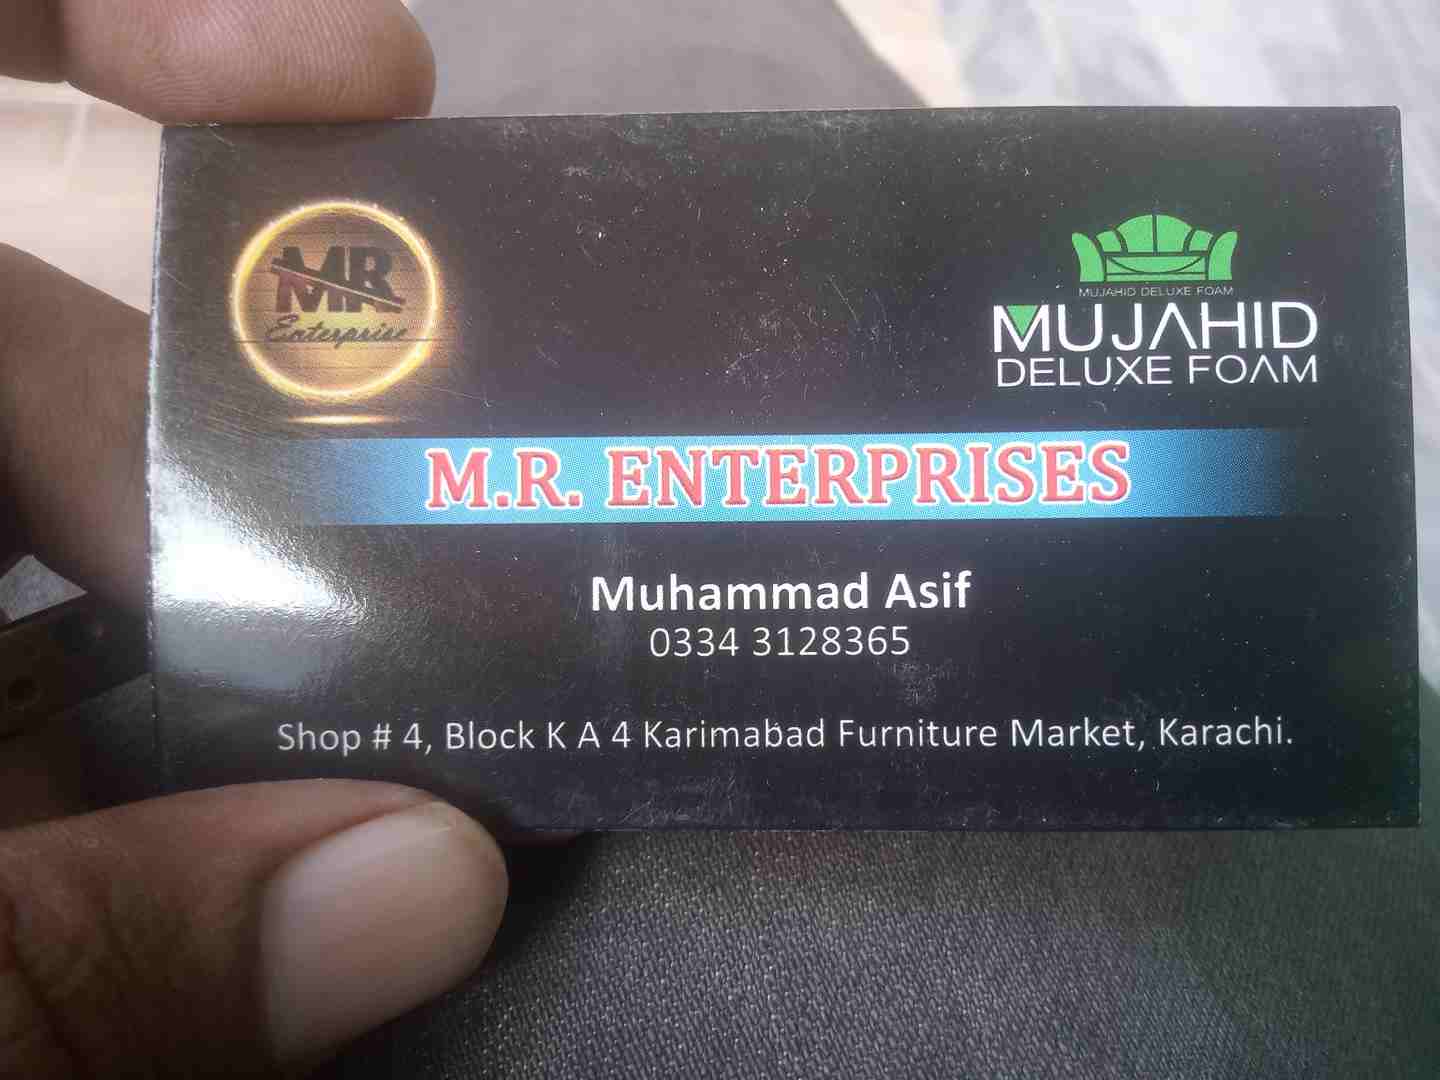 MR
Enterprise
MUJAHID DELUXE FOAM
MUJAHID
DELUXE FOAM
M.R. ENTERPRISES
Muhammad Asif
0334 3128365
Shop # 4, Block K A 4 Karimabad Furniture Market, Karachi.